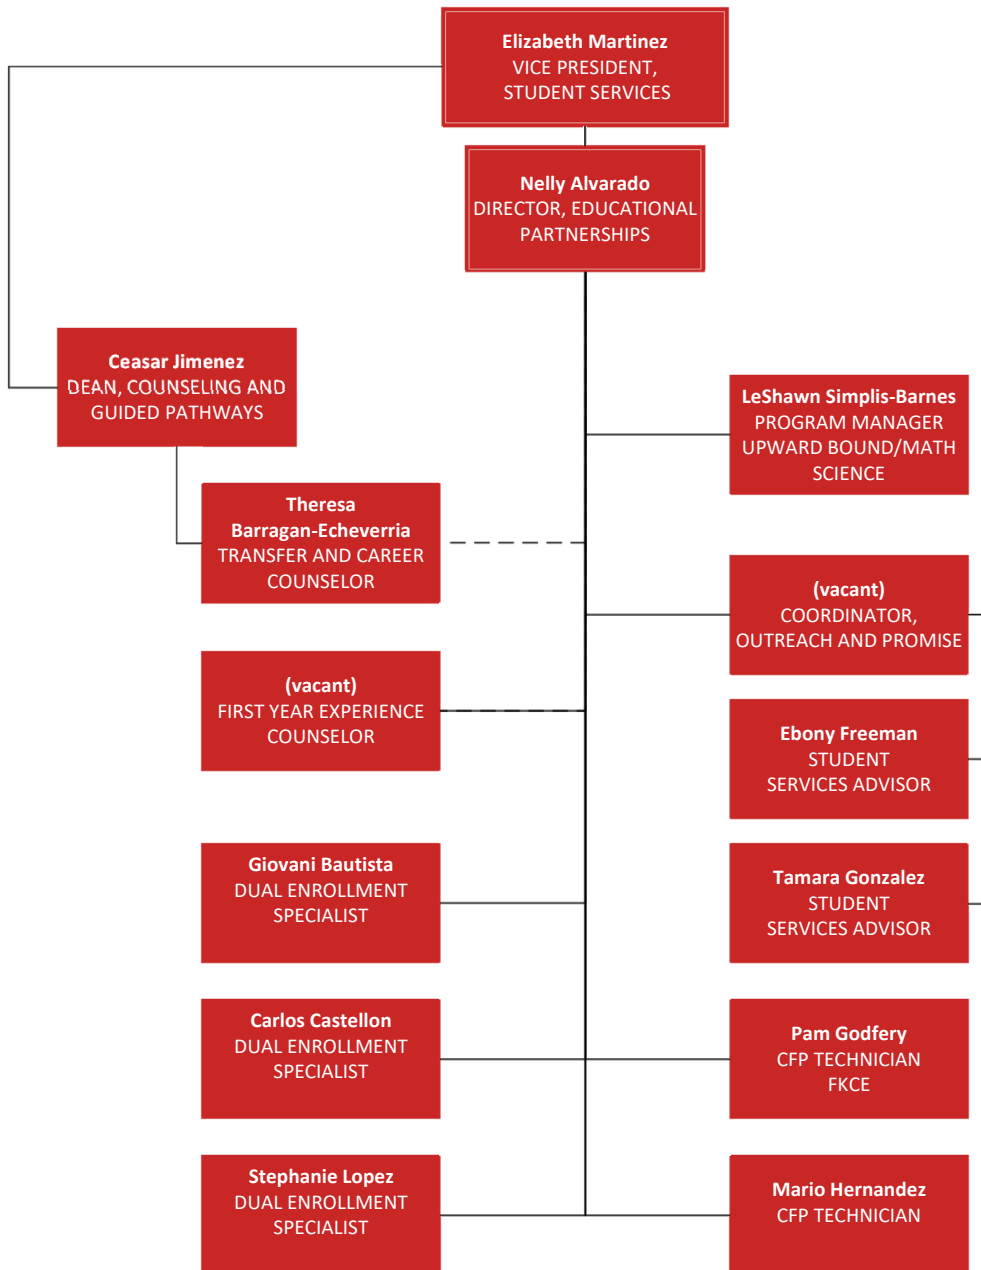 Elizabeth Martinez
VICE PRESIDENT,
STUDENT SERVICES
Nelly Alvarado
DIRECTOR, EDUCATIONAL
PARTNERSHIPS
Ceasar Jimenez
DEAN, COUNSELING AND
GUIDED PATHWAYS
LeShawn Simplis-Barnes
PROGRAM MANAGER
UPWARD BOUND/MATH
SCIENCE
Theresa
Barragan-Echeverria
TRANSFER AND CAREER
COUNSELOR
(vacant)
COORDINATOR,
OUTREACH AND PROMISE
(vacant)
FIRST YEAR EXPERIENCE
COUNSELOR
Ebony Freeman
STUDENT
SERVICES ADVISOR
Giovani Bautista
DUAL ENROLLMENT
SPECIALIST
Tamara Gonzalez
STUDENT
SERVICES ADVISOR
Carlos Castellon
DUAL ENROLLMENT
SPECIALIST
Pam Godfery
CFP TECHNICIAN
FKCE
Stephanie Lopez
DUAL ENROLLMENT
SPECIALIST
Mario Hernandez
CFP TECHNICIAN